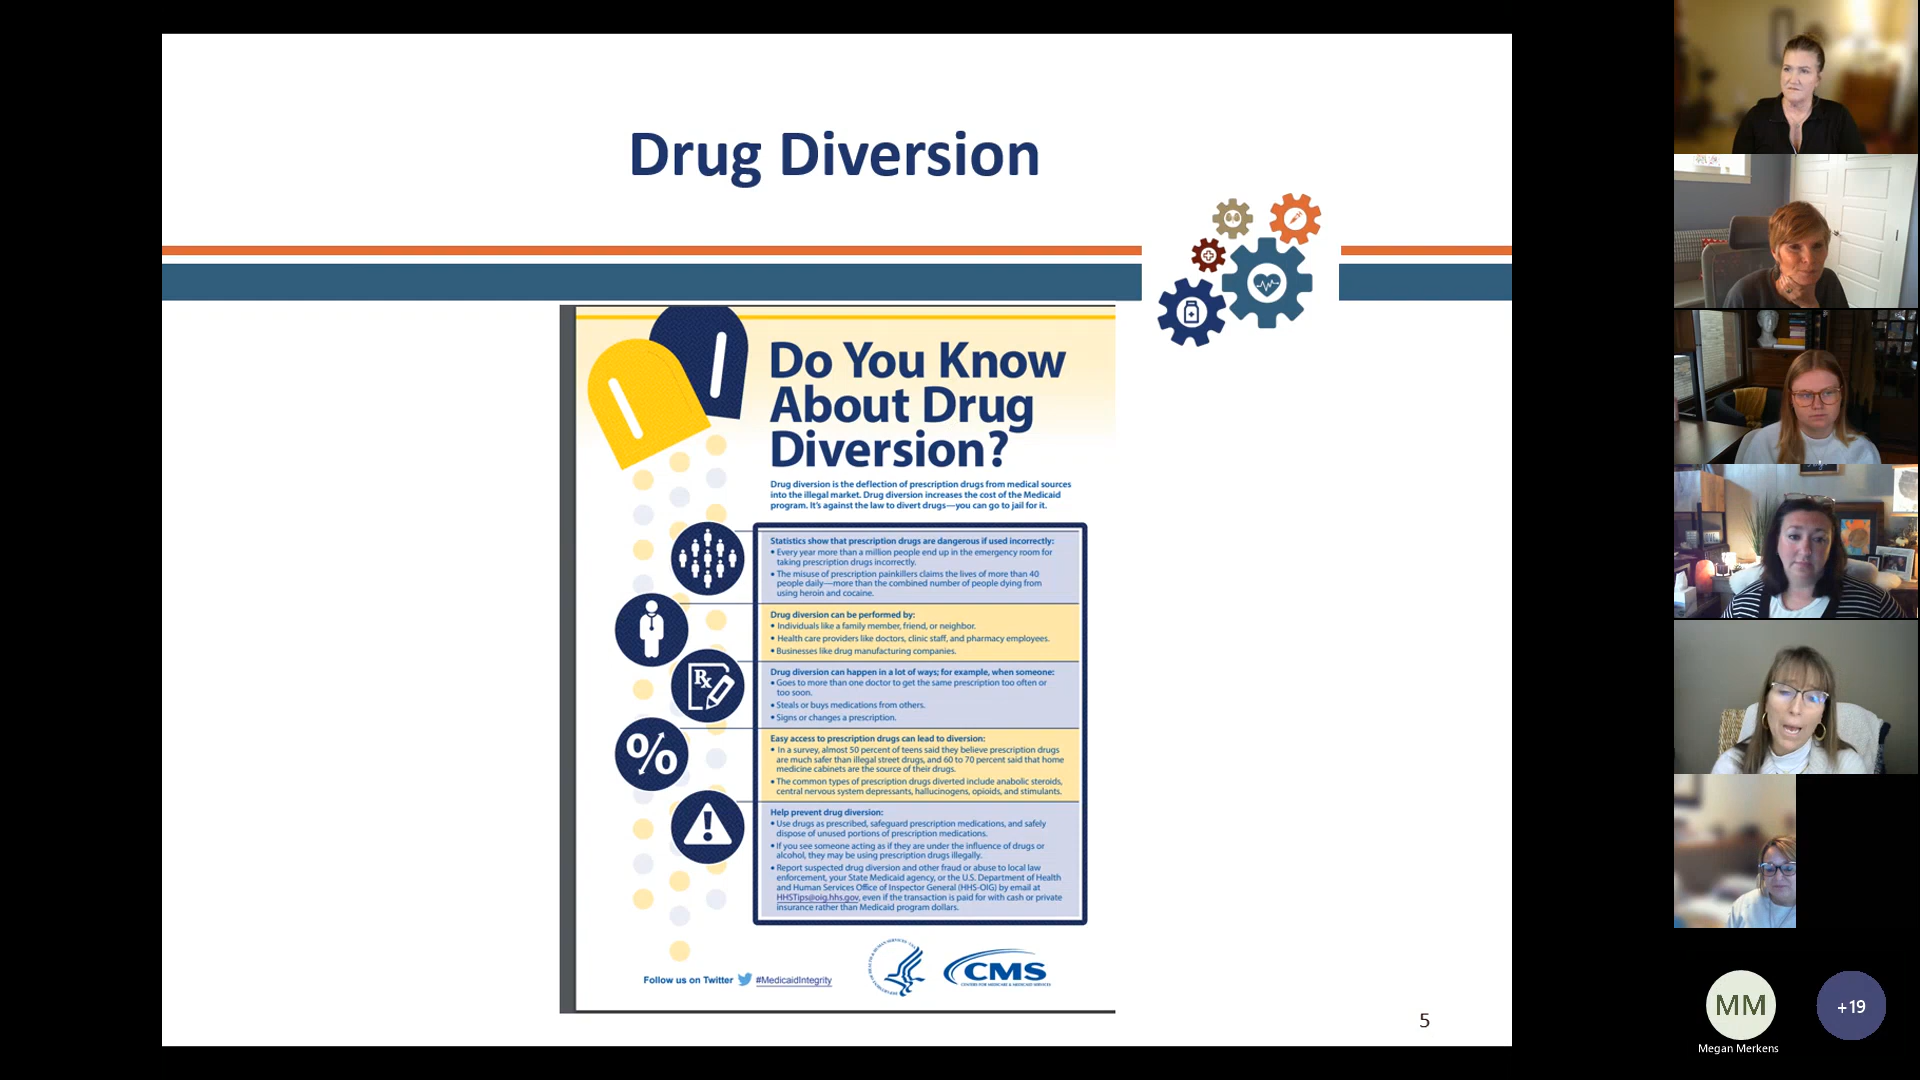 Drug Diversion
Do You Know
About Drug
Diversion?
Drug diversion is the deflection of prescription drugs from medical sources
into the illegal market. Drug diversion increases the cost of the Medicaid
program. It's against the law to divert drugs—you can go to jail for it.
Statistics show that prescription drugs are dangerous if used incorrectly:
• Every year more than a million people end up in the emergency room for
taking prescription drugs incorrectly.
• The misuse of prescription painkillers claims the lives of more than 40
people daily—more than the combined number of people dying from
using heroin and cocaine.
Drug diversion can be performed by:
• Individuals like a family member, friend, or neighbor.
• Health care providers like doctors, clinic staff, and pharmacy employees.
• Businesses like drug manufacturing companies.
Rx
Drug diversion can happen in a lot of ways; for example, when someone:
• Goes to more than one doctor to get the same prescription too often or
too soon.
• Steals or buys medications from others.
• Signs or changes a prescription.
%
Easy access to prescription drugs can lead to diversion:
• In a survey, almost 50 percent of teens said they believe prescription drugs
are much safer than illegal street drugs, and 60 to 70 percent said that home
medicine cabinets are the source of their drugs.
• The common types of prescription drugs diverted include anabolic steroids,
central nervous system depressants, hallucinogens, opioids, and stimulants.
Help prevent drug diversion:
• Use drugs as prescribed, safeguard prescription medications, and safely
dispose of unused portions of prescription medications.
• If you see someone acting as if they are under the influence of drugs or
alcohol, they may be using prescription drugs illegally.
• Report suspected drug diversion and other fraud or abuse to local law
enforcement, your State Medicaid agency, or the U.S. Department of Health
and Human Services Office of Inspector General (HHS-OIG) by email at
HHSTips@oig.hhs.gov, even if the transaction is paid for with cash or private
insurance rather than Medicaid program dollars.
Follow us on Twitter #MedicaidIntegrity
CMS
CENTERS FOR MEDICARE & MEDICAID SERVICES
5
MM
+19
Megan Merkens